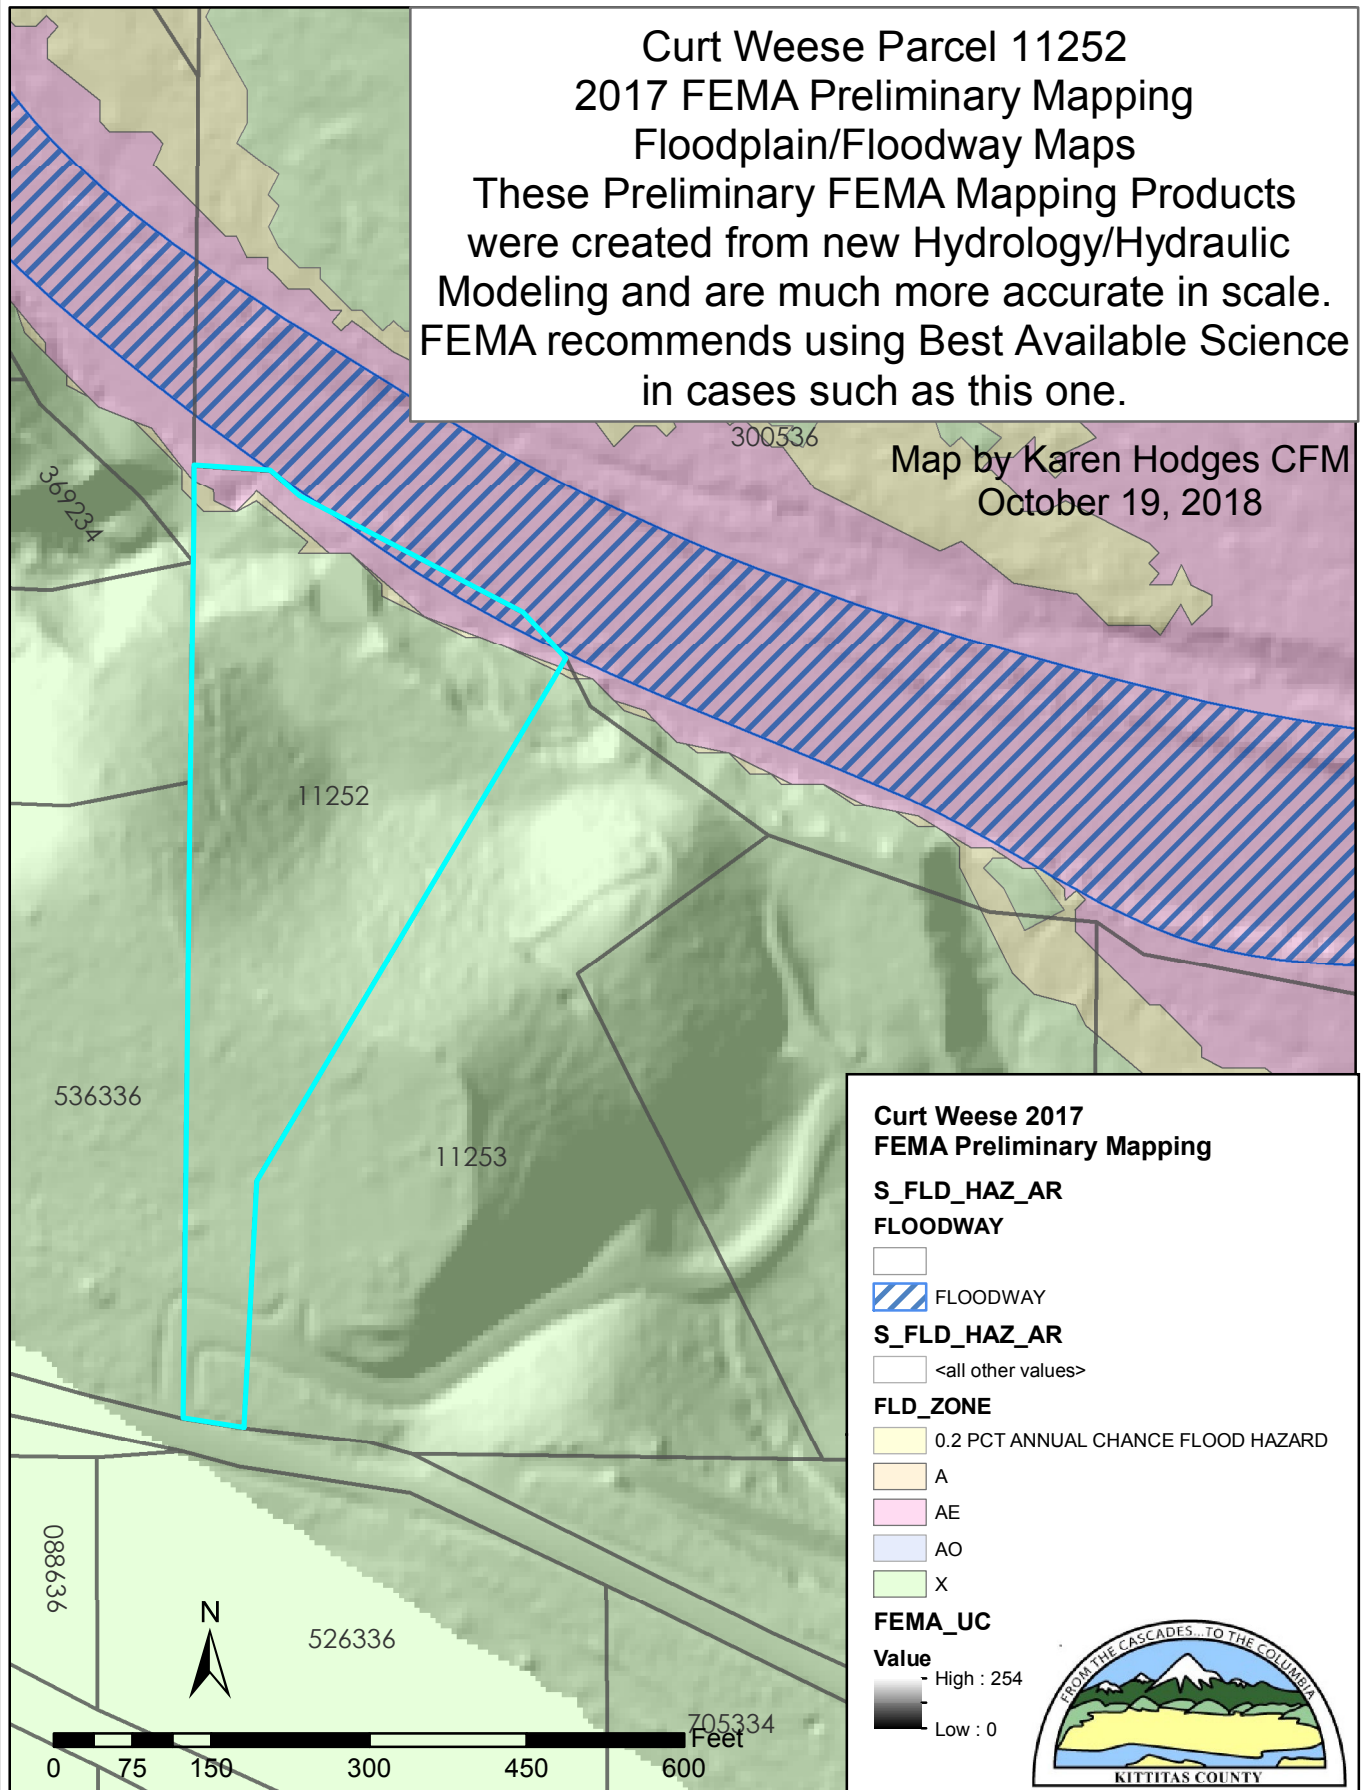 Curt Weese Parcel 11252
2017 FEMA Preliminary Mapping
Floodplain/Floodway Maps
These Preliminary FEMA Mapping Products
were created from new Hydrology/Hydraulic
Modeling and are much more accurate in scale.
FEMA recommends using Best Available Science
in cases such as this one.
300536
Map by Karen Hodges CFM
October 19, 2018
369234
11252
536336
11253
088636
N
526336
705334
Feet
0 75 150 300 450 600
Curt Weese 2017
FEMA Preliminary Mapping
S_FLD_HAZ_AR
FLOODWAY
FLOODWAY
S_FLD_HAZ_AR
<all other values>
FLD_ZONE
0.2 PCT ANNUAL CHANCE FLOOD HAZARD
A
AE
AO
X
FEMA_UC
Value
High : 254
Low : 0
FROM THE CASCADES...TO THE COLUMBIA
KITTITAS COUNTY